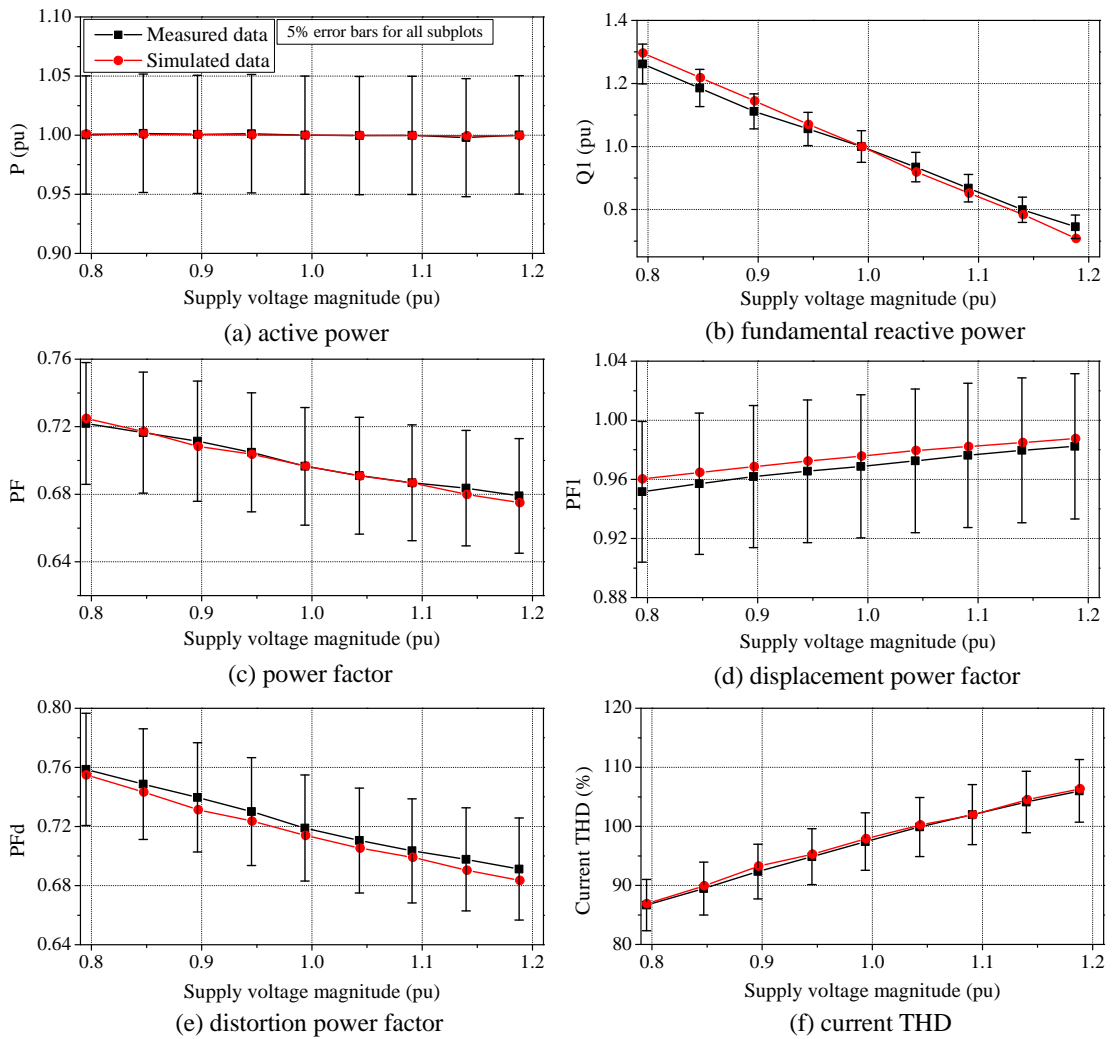 1.10
1.05
1.00
0.95
0.90
P (pu)
Measured data
Simulated data
5% error bars for all subplots
0.8 0.9 1.0 1.1 1.2
Supply voltage magnitude (pu)
(a) active power
1.4
1.2
1.0
0.8
Q1 (pu)
0.8 0.9 1.0 1.1 1.2
Supply voltage magnitude (pu)
(b) fundamental reactive power
0.76
0.72
0.68
0.64
PF
0.8 0.9 1.0 1.1 1.2
Supply voltage magnitude (pu)
(c) power factor
1.04
1.00
0.96
0.92
0.88
PF1
0.8 0.9 1.0 1.1 1.2
Supply voltage magnitude (pu)
(d) displacement power factor
0.80
0.76
0.72
0.68
0.64
PFd
0.8 0.9 1.0 1.1 1.2
Supply voltage magnitude (pu)
(e) distortion power factor
120
110
100
90
80
Current THD (%)
0.8 0.9 1.0 1.1 1.2
Supply voltage magnitude (pu)
(f) current THD